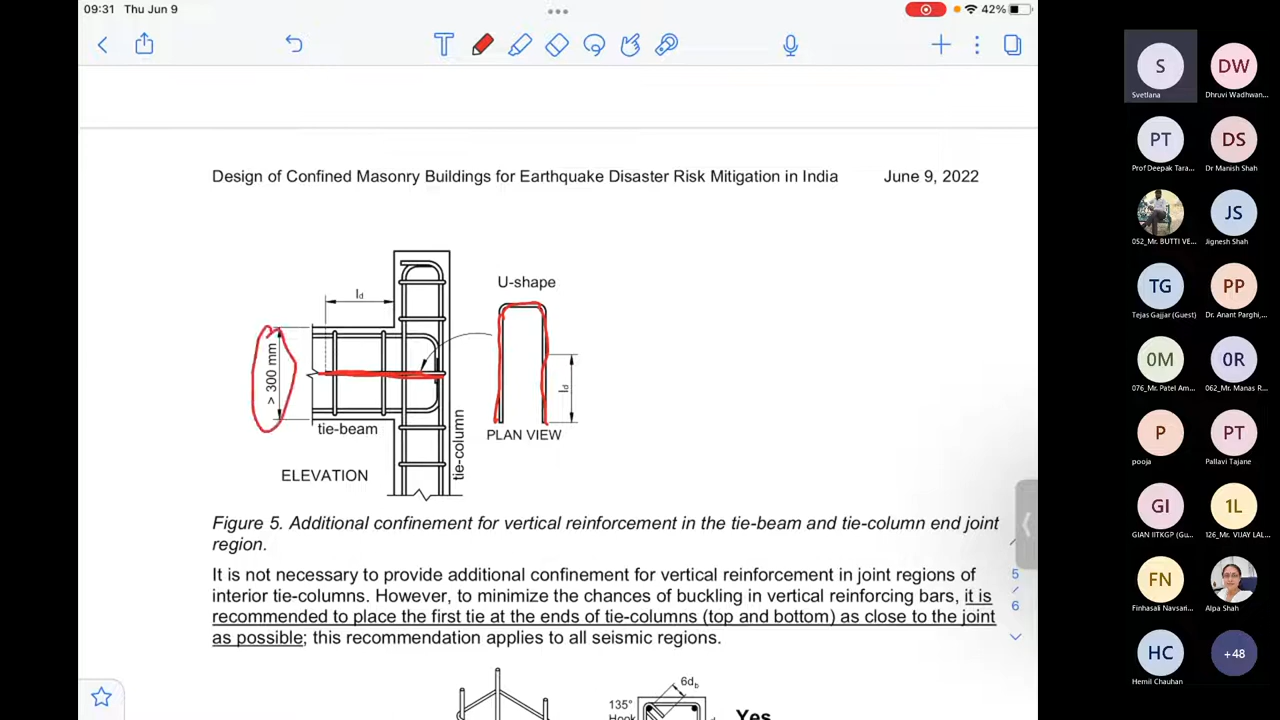 09:31 Thu Jun 9
42%
T
Design of Confined Masonry Buildings for Earthquake Disaster Risk Mitigation in India June 9, 2022
U-shape
ld
> 300 mm
ld
tie-beam
tie-column
PLAN VIEW
ELEVATION
Figure 5. Additional confinement for vertical reinforcement in the tie-beam and tie-column end joint
region.
It is not necessary to provide additional confinement for vertical reinforcement in joint regions of
interior tie-columns. However, to minimize the chances of buckling in vertical reinforcing bars, it is
recommended to place the first tie at the ends of tie-columns (top and bottom) as close to the joint
as possible; this recommendation applies to all seismic regions.
5
/
6
6db
135°
Hook
Yes
S
Svetlana
DW
Dhruvi Wadhwan...
PT
Prof Deepak Tara...
DS
Dr Manish Shah
052_Mr. BUTTI VE...
JS
Jignesh Shah
TG
Tejas Gajjar (Guest)
PP
Dr. Anant Parghi,...
0M
076_Mr. Patel Am...
0R
062_Mr. Manas R...
P
pooja
PT
Pallavi Tajane
GI
GIAN IITKGP (Gu...
1L
126_Mr. VIJAY LAL...
FN
Finhasali Navsari...
Alpa Shah
HC
Hemil Chauhan
+48